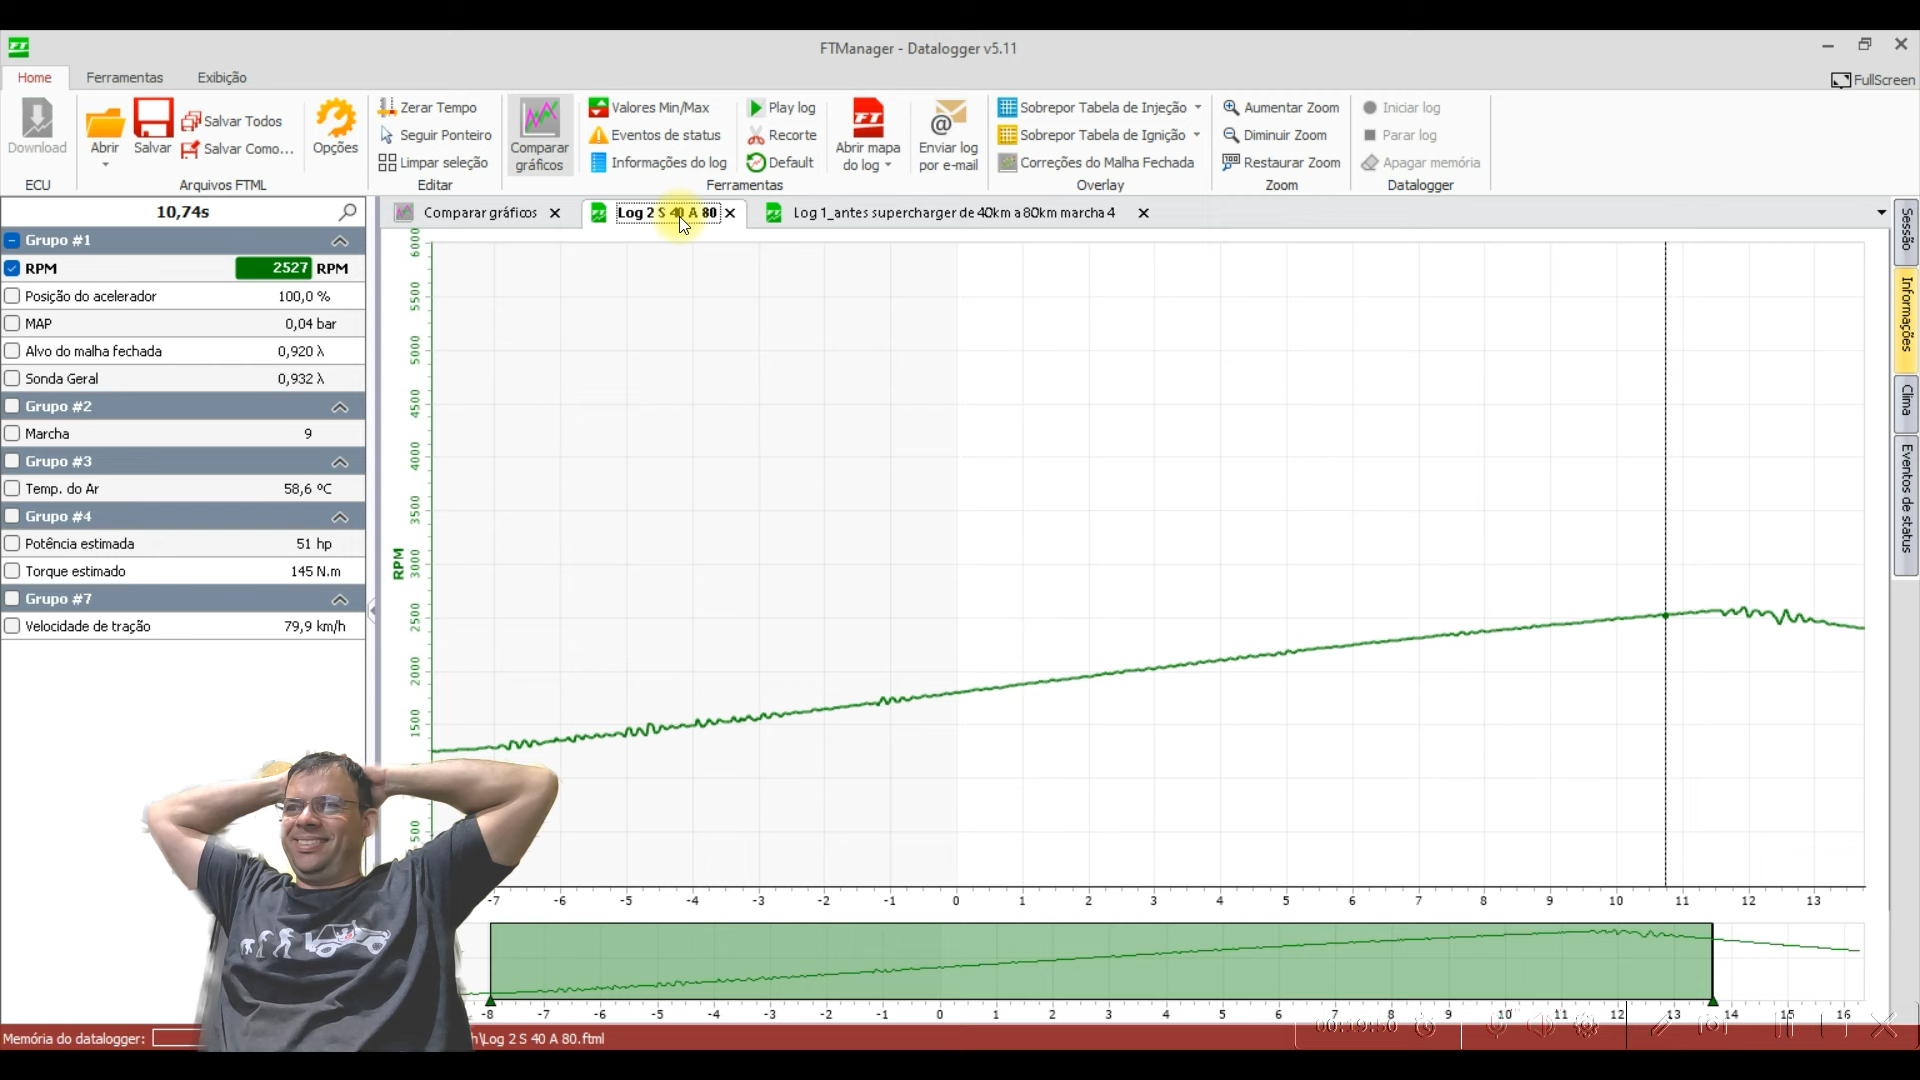 FT
FTManager - Datalogger v5.11
Home
Ferramentas
Exibição
FullScreen
Download
ECU
Abrir
Salvar
Salvar Todos
Salvar Como...
Opções
Arquivos FTML
Zerar Tempo
Seguir Ponteiro
Limpar seleção
Editar
Comparar
gráficos
Valores Min/Max
Eventos de status
Informações do log
Play log
Recorte
Default
Abrir mapa
do log
Enviar log
por e-mail
Ferramentas
Sobrepor Tabela de Injeção
Sobrepor Tabela de Ignição
Correções do Malha Fechada
Overlay
Aumentar Zoom
Diminuir Zoom
Restaurar Zoom
Zoom
Iniciar log
Parar log
Apagar memória
Datalogger
10,74s
Comparar gráficos
Log 2 S 40 A 80
Log 1_antes supercharger de 40km a 80km marcha 4
Grupo #1
RPM 2527 RPM
Posição do acelerador 100,0 %
MAP 0,04 bar
Alvo do malha fechada 0,920 λ
Sonda Geral 0,932 λ
Grupo #2
Marcha 9
Grupo #3
Temp. do Ar 58,6 ºC
Grupo #4
Potência estimada 51 hp
Torque estimado 145 N.m
Grupo #7
Velocidade de tração 79,9 km/h
Sessão
Informações
Clima
Eventos de status
RPM
6000
5500
5000
4500
4000
3500
3000
2500
2000
1500
500
-7 -6 -5 -4 -3 -2 -1 0 1 2 3 4 5 6 7 8 9 10 11 12 13
-8 -7 -6 -5 -4 -3 -2 -1 0 1 2 3 4 5 6 7 8 9 10 11 12 13 14 15 16
00:19:50
Memória do datalogger:
h\Log 2 S 40 A 80.ftml